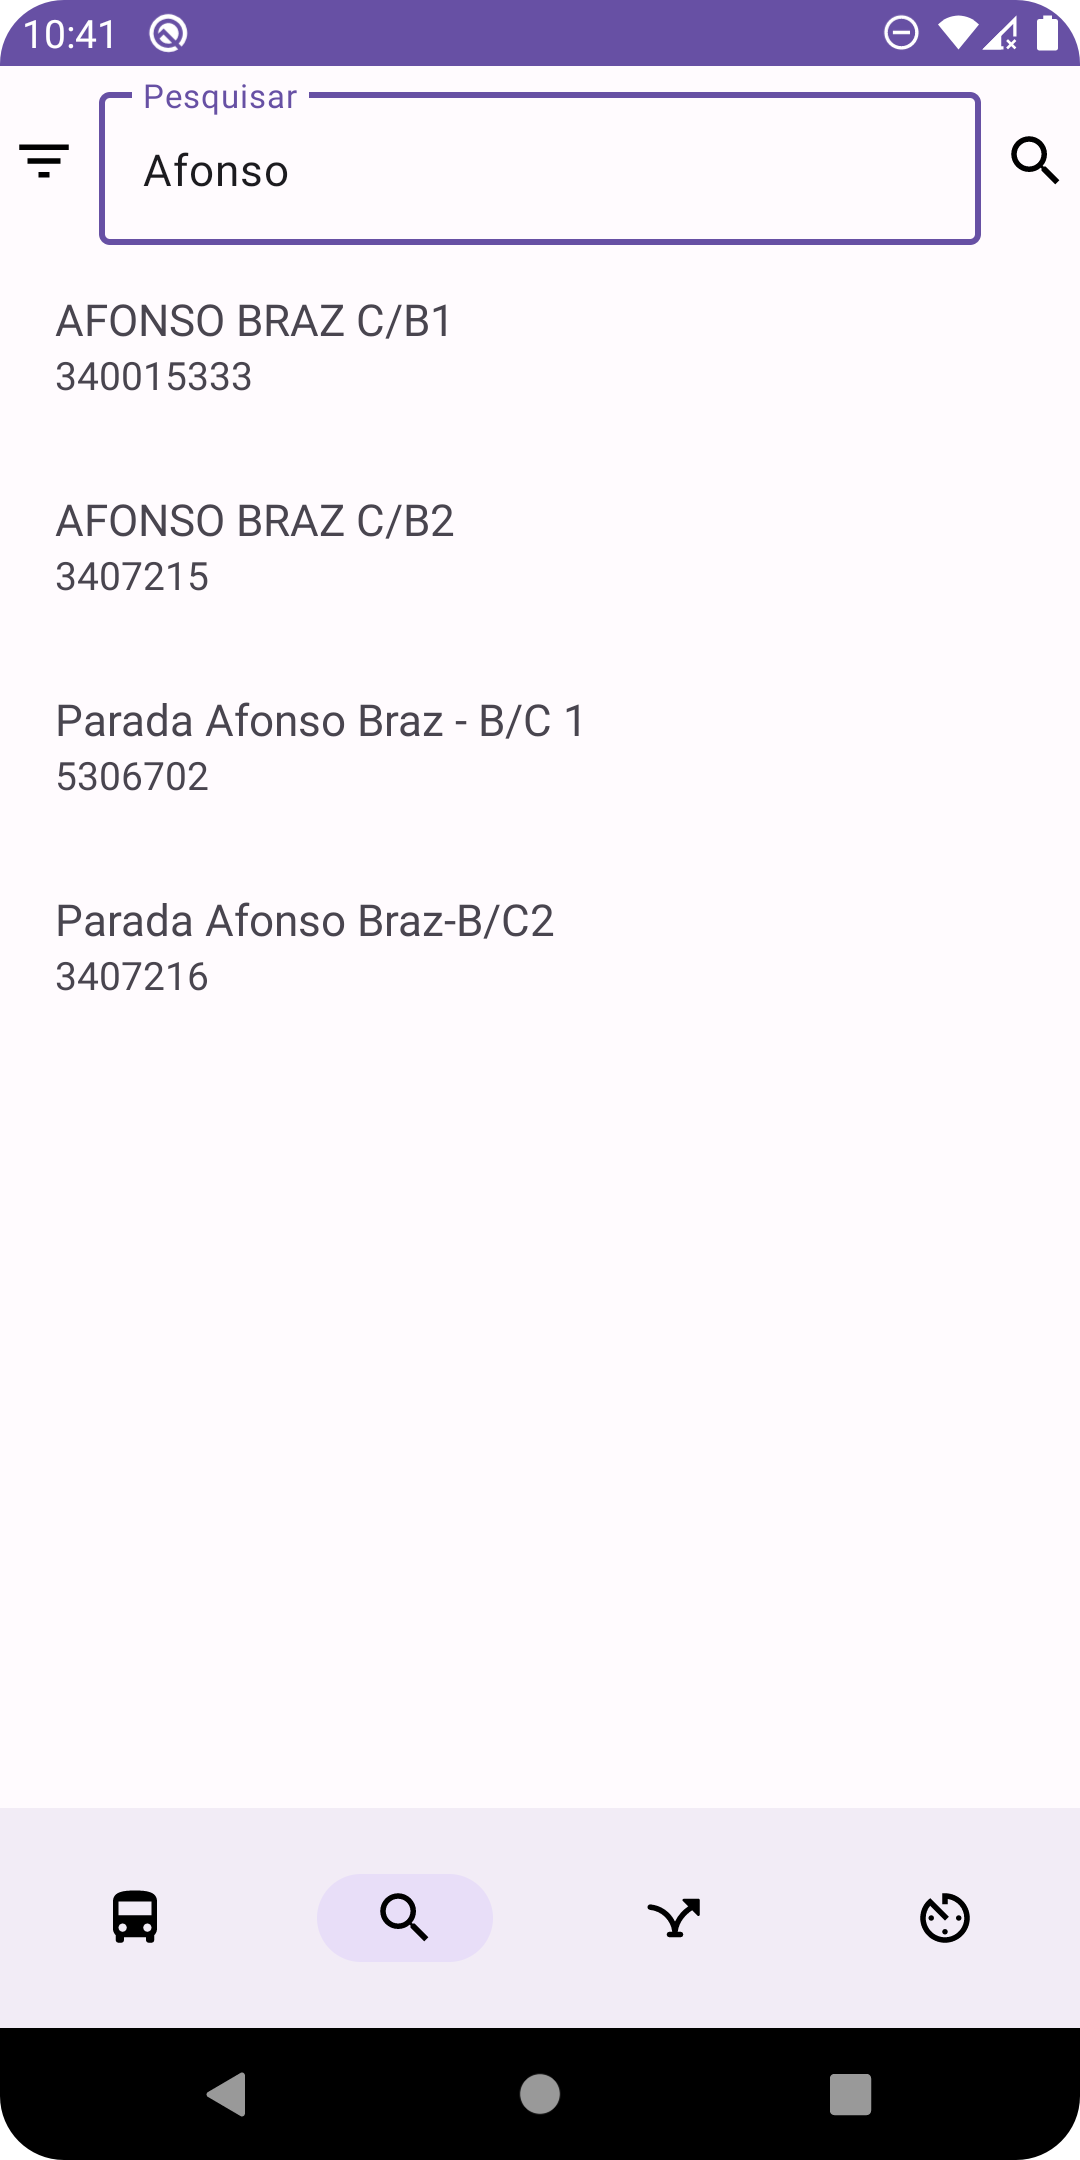 10:41
Pesquisar
Afonso
AFONSO BRAZ C/B1
340015333
AFONSO BRAZ C/B2
3407215
Parada Afonso Braz - B/C 1
5306702
Parada Afonso Braz-B/C2
3407216